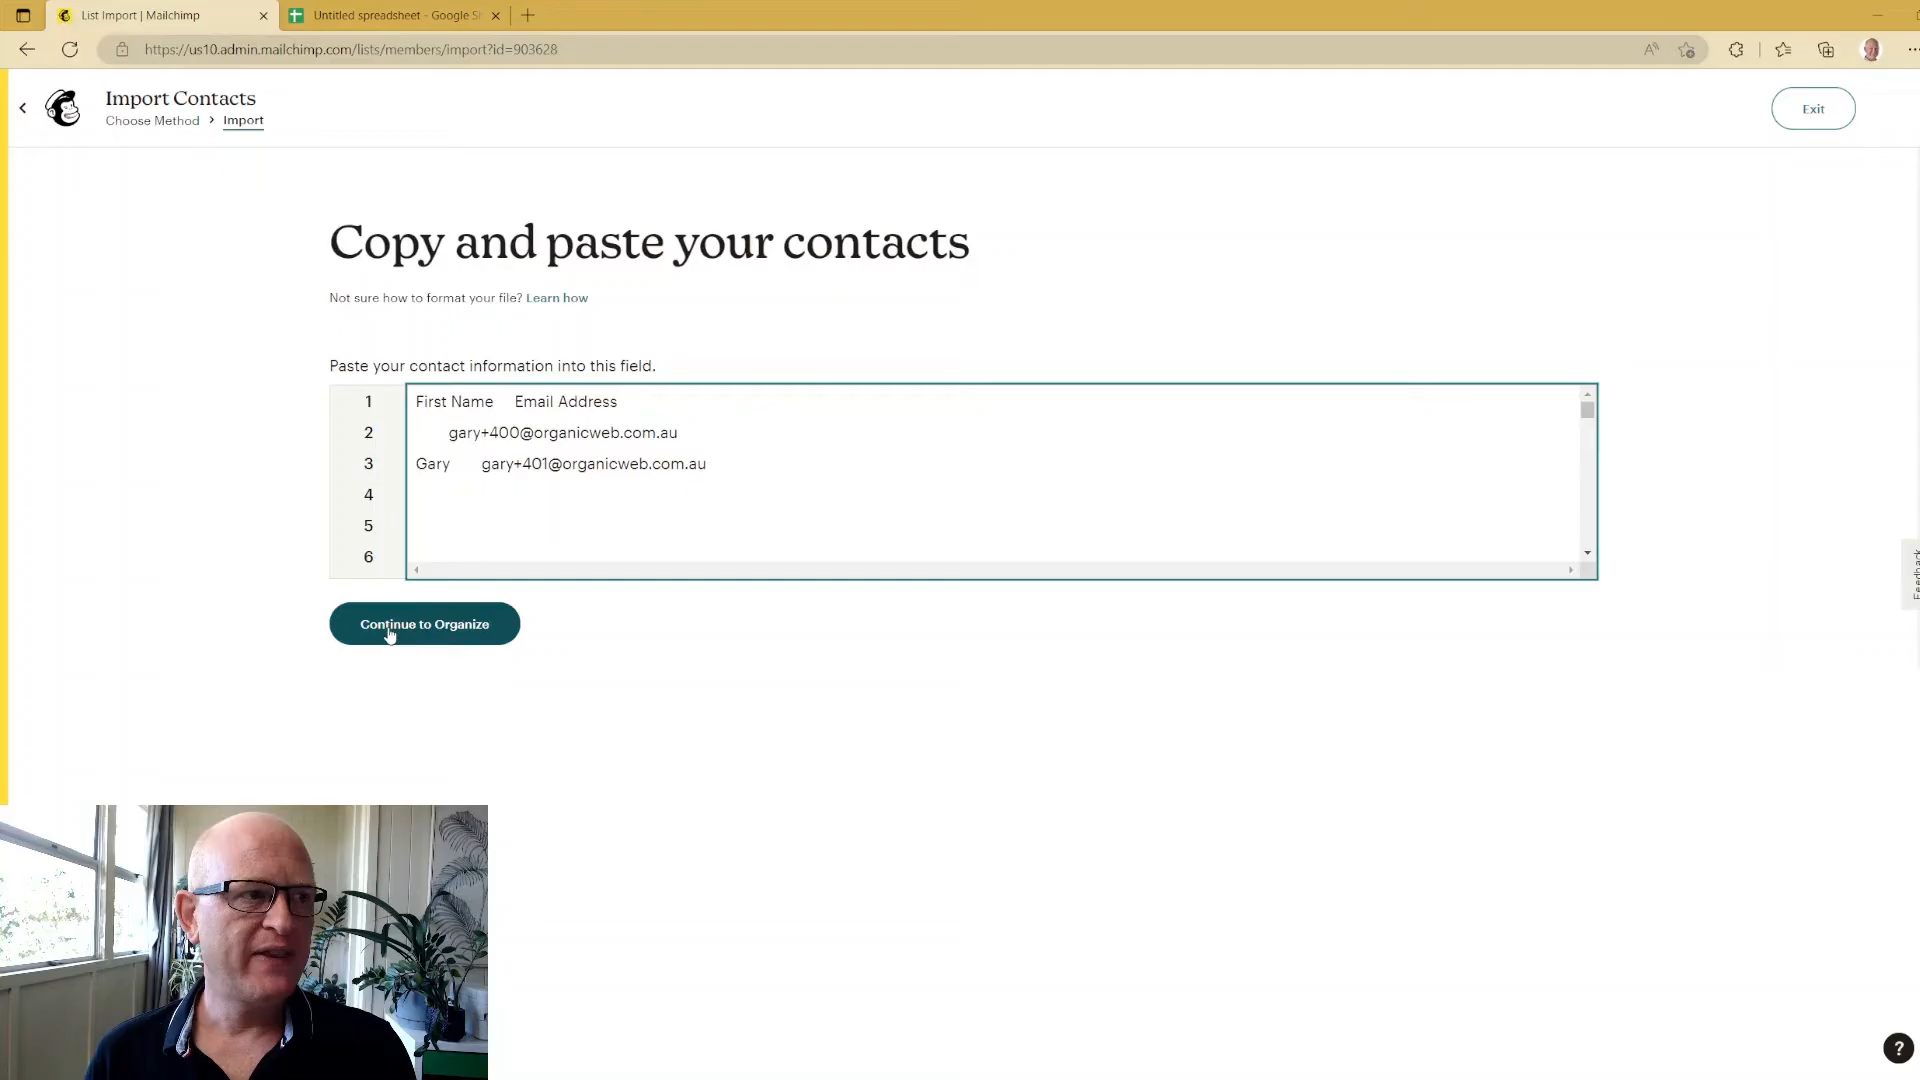 List Import | Mailchimp
Untitled spreadsheet - Google S
https://us10.admin.mailchimp.com/lists/members/import?id=903628
Import Contacts
Choose Method > Import
Exit
Copy and paste your contacts
Not sure how to format your file? Learn how
Paste your contact information into this field.
1 First Name Email Address
2 gary+400@organicweb.com.au
3 Gary gary+401@organicweb.com.au
4
5
6
Feedback
Continue to Organize
?